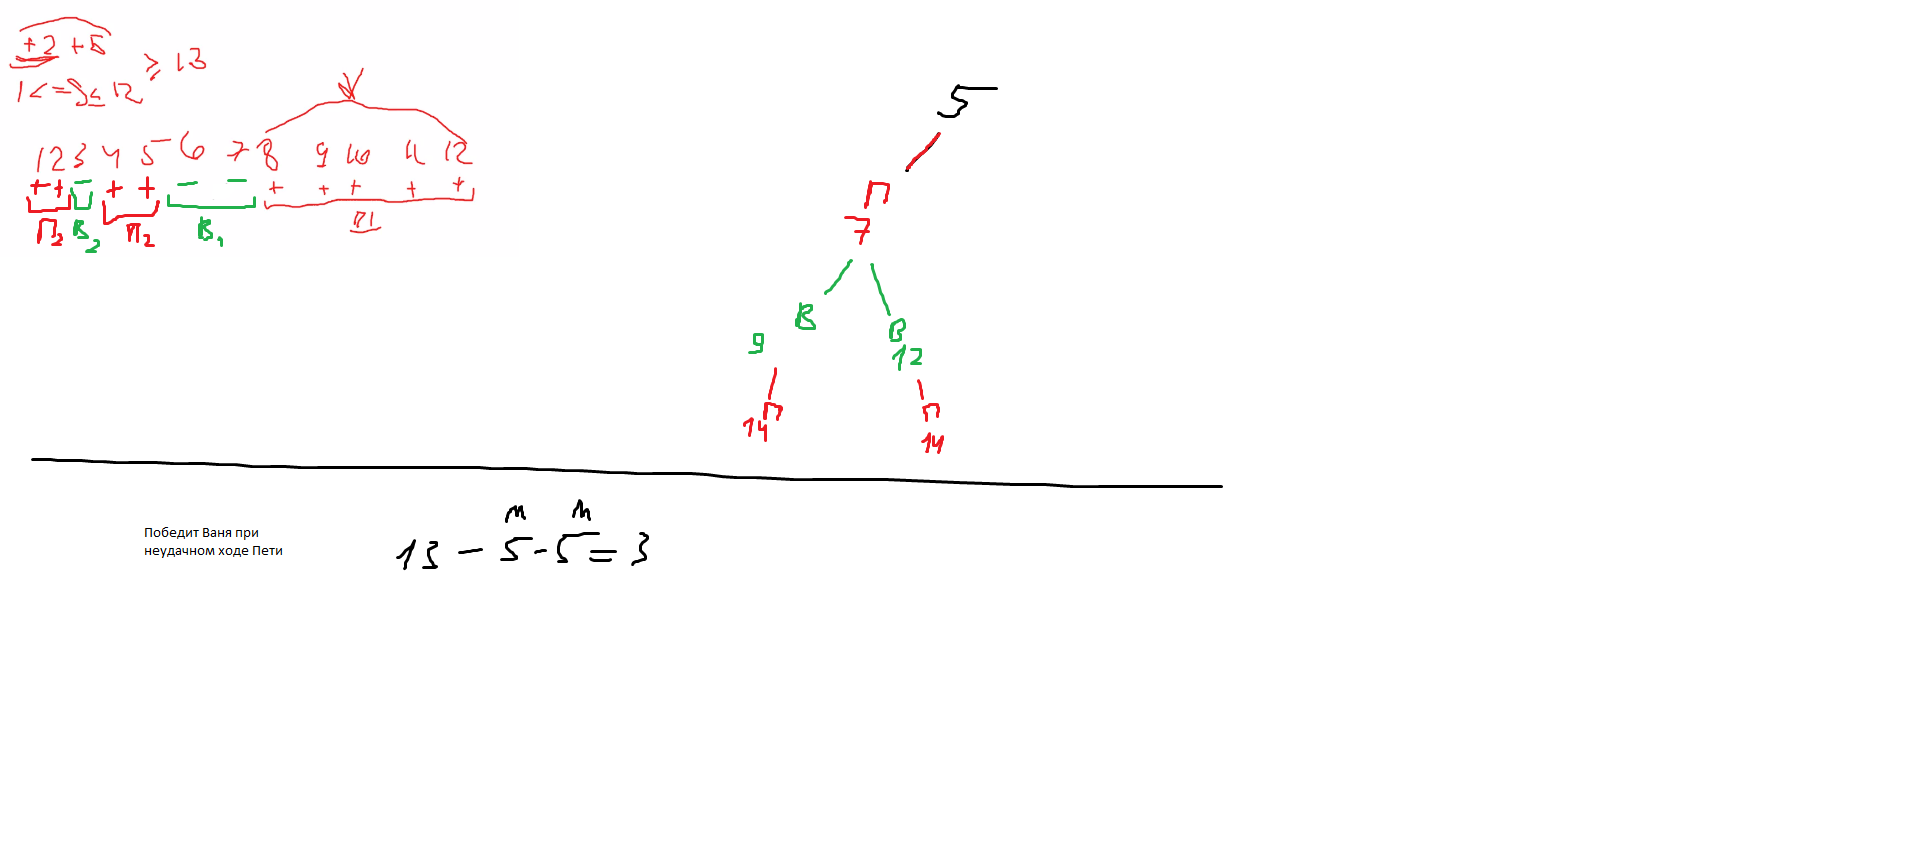 +2 +5
1<=S≤12 ≥ 13
1 2 3 4 5 6 7 8 9 10 11 12
+ + − + + − − + + + + +
П3 В2 П2 В1 П1
5
П
7
В В
9 12
П П
14 14
м м
13 − 5 - 5 = 3
Победит Ваня при
неудачном ходе Пети